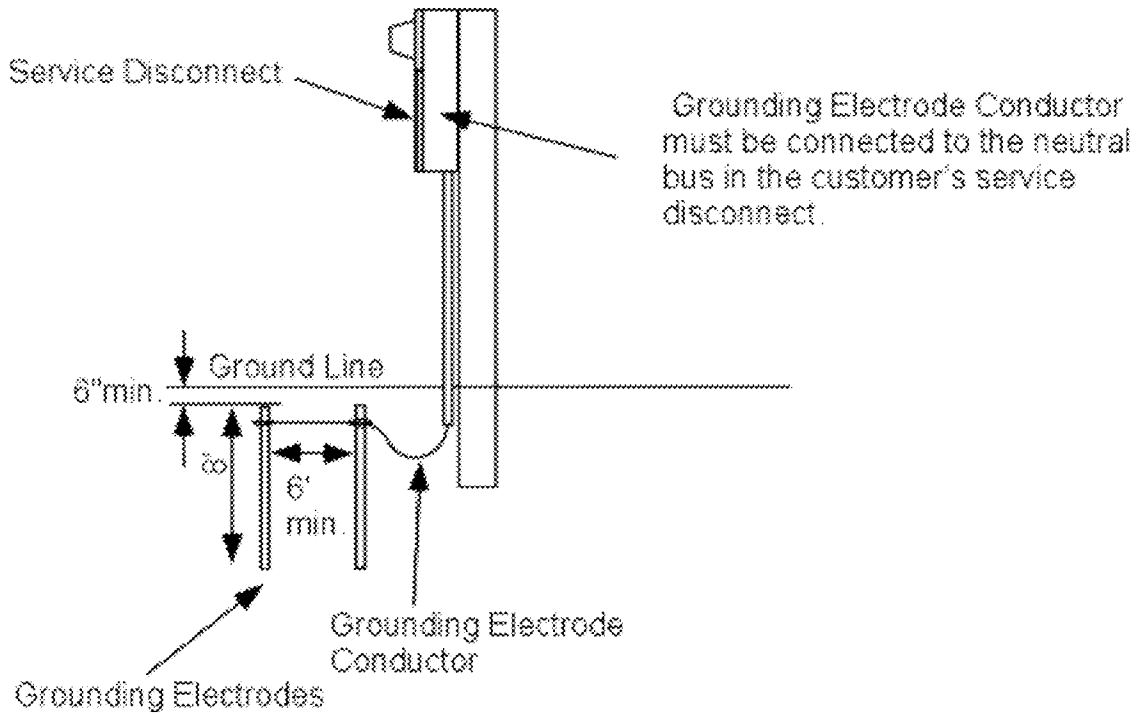 Service Disconnect
Grounding Electrode Conductor
must be connected to the neutral
bus in the customer's service
disconnect.
Ground Line
6"min.
8'
6'
min.
Grounding Electrode
Conductor
Grounding Electrodes